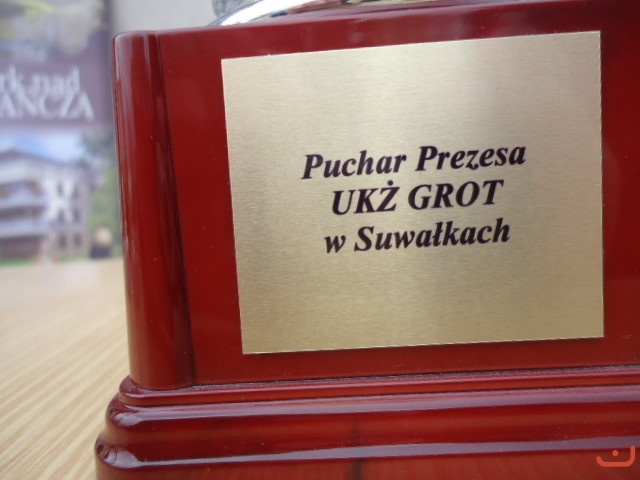 Puchar Prezesa
UKŻ GROT
w Suwałkach